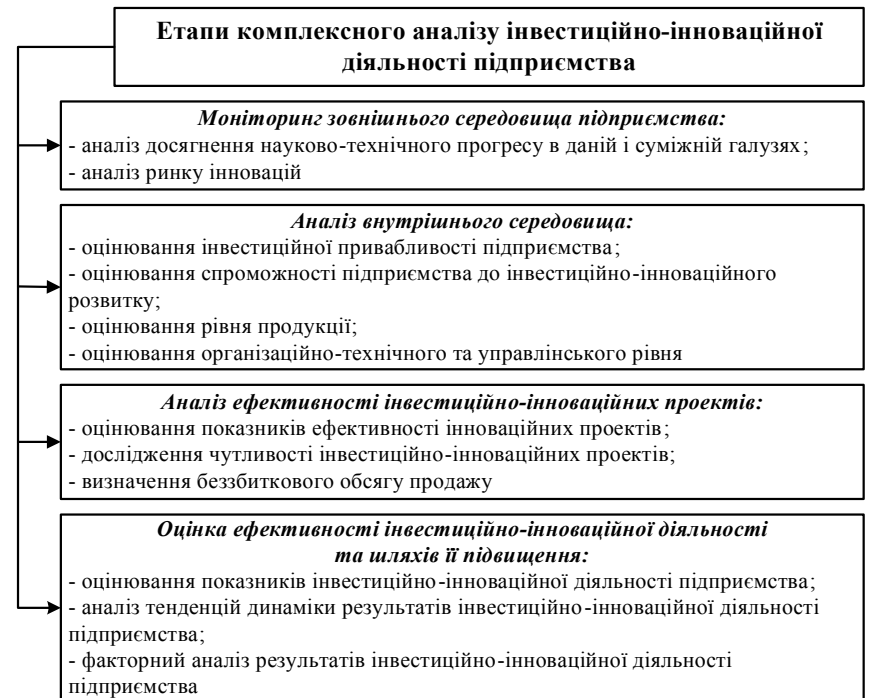 Етапи комплексного аналізу інвестиційно-інноваційної
діяльності підприємства
Моніторинг зовнішнього середовища підприємства:
- аналіз досягнення науково-технічного прогресу в даній і суміжній галузях;
- аналіз ринку інновацій
Аналіз внутрішнього середовища:
- оцінювання інвестиційної привабливості підприємства;
- оцінювання спроможності підприємства до інвестиційно-інноваційного
розвитку;
- оцінювання рівня продукції;
- оцінювання організаційно-технічного та управлінського рівня
Аналіз ефективності інвестиційно-інноваційних проектів:
- оцінювання показників ефективності інноваційних проектів;
- дослідження чутливості інвестиційно-інноваційних проектів;
- визначення беззбиткового обсягу продажу
Оцінка ефективності інвестиційно-інноваційної діяльності
та шляхів її підвищення:
- оцінювання показників інвестиційно-інноваційної діяльності підприємства;
- аналіз тенденцій динаміки результатів інвестиційно-інноваційної діяльності
підприємства;
- факторний аналіз результатів інвестиційно-інноваційної діяльності
підприємства